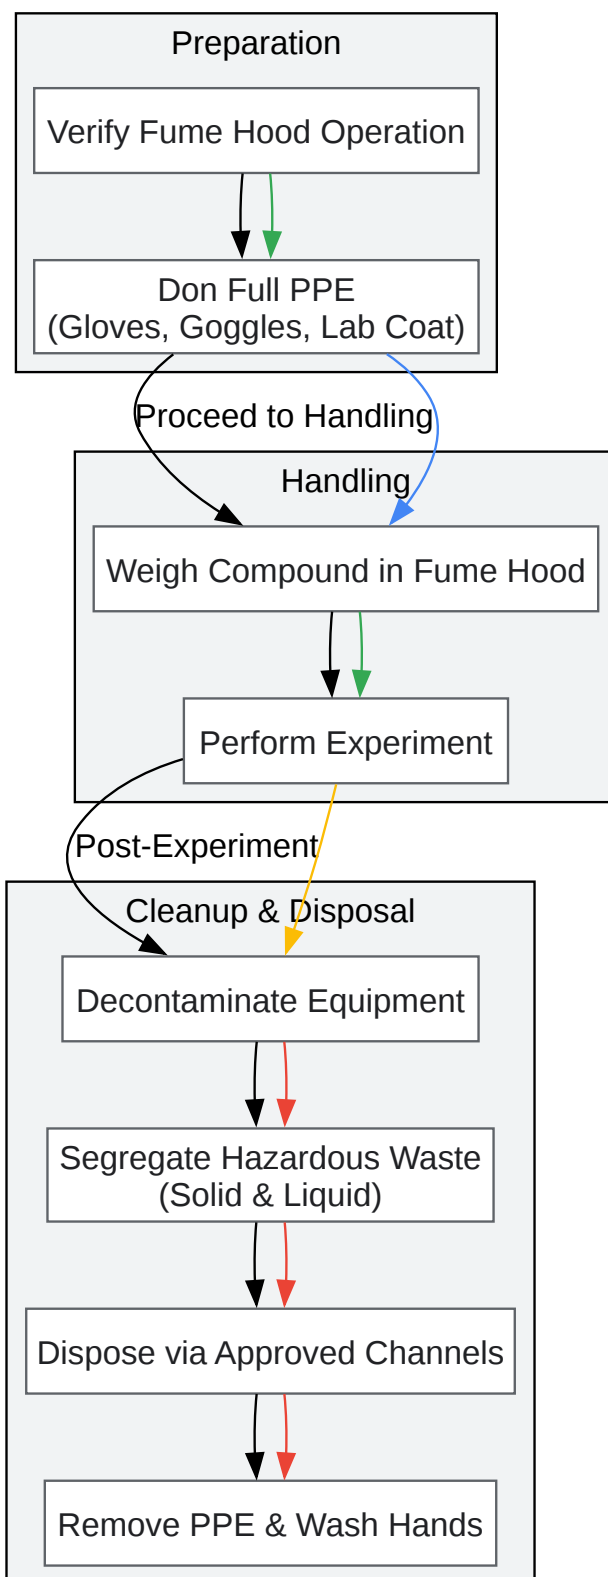 Preparation
Verify Fume Hood Operation
Don Full PPE
(Gloves, Goggles, Lab Coat)
Proceed to Handling
Handling
Weigh Compound in Fume Hood
Perform Experiment
Post-Experiment
Cleanup & Disposal
Decontaminate Equipment
Segregate Hazardous Waste
(Solid & Liquid)
Dispose via Approved Channels
Remove PPE & Wash Hands